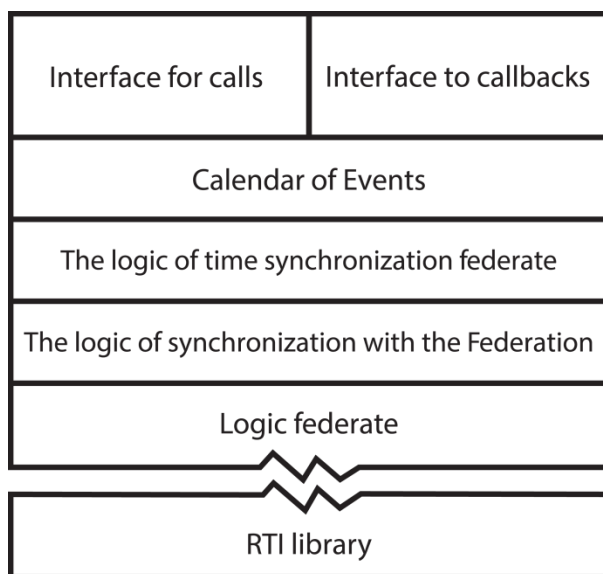 Interface for calls
Interface to callbacks
Calendar of Events
The logic of time synchronization federate
The logic of synchronization with the Federation
Logic federate
RTI library